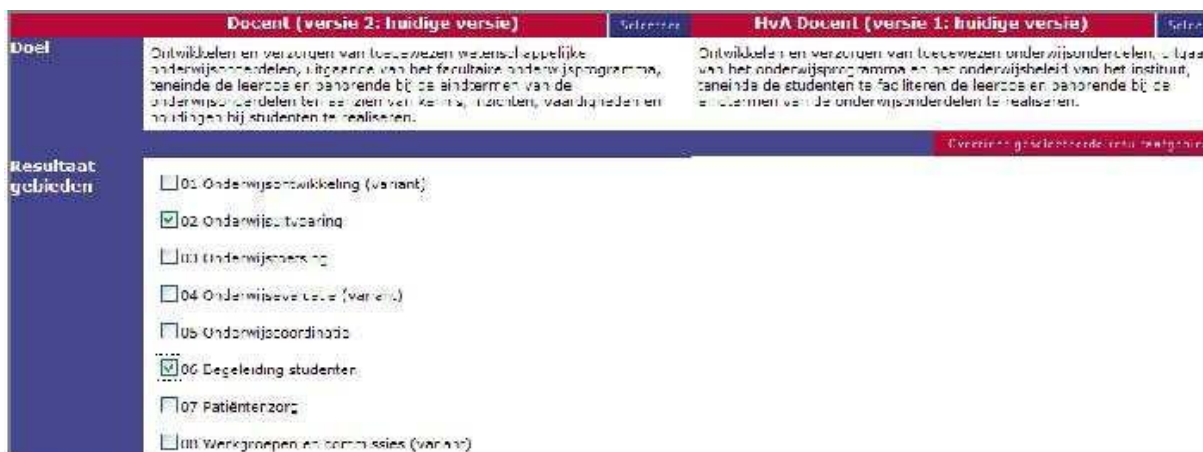 Docent (versie 2: huidige versie) Selecteer HvA Docent (versie 1: huidige versie) Selec
Doel
Ontwikkelen en verzorgen van toegewezen wetenschappelijke
onderwijsonderdelen, uitgaande van het facultaire onderwijsprogramma,
teneinde de leerdoelen behorende bij de eindtermen van de
onderwijsonderdelen ten aanzien van kennis, inzichten, vaardigheden en
houdingen bij studenten te realiseren.
Ontwikkelen en verzorgen van toegewezen onderwijsonderdelen, uitgaa
van het onderwijsprogramma en het onderwijsbeleid van het instituut,
teneinde de studenten te faciliteren de leerdoelen behorende bij de
eindtermen van de onderwijsonderdelen te realiseren.
geselecteerde resultaatgebie
Resultaat
gebieden
01 Onderwijsontwikkeling (variant)
02 Onderwijsuitvoering
03 Onderwijstoetsing
04 Onderwijsevaluatie (variant)
05 Onderwijscoördinatie
06 Begeleiding studenten
07 Patiëntenzorg
08 Werkgroepen en commissies (variant)